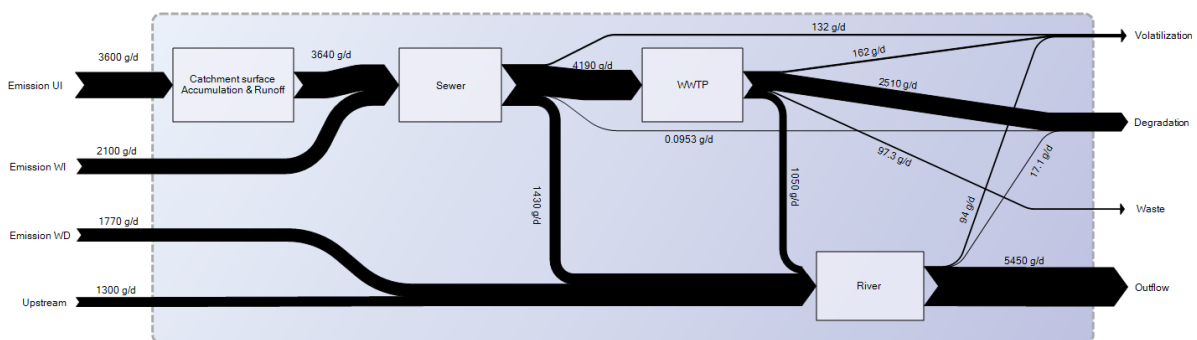 132 g/d
Volatilization
3600 g/d
3640 g/d
162 g/d
4190 g/d
Emission UI
Catchment surface
Accumulation & Runoff
Sewer
WWTP
2510 g/d
Degradation
0.0953 g/d
2100 g/d
97.3 g/d
17.1 g/d
Emission WI
1430 g/d
1050 g/d
94 g/d
Waste
1770 g/d
Emission WD
5450 g/d
1300 g/d
River
Outflow
Upstream